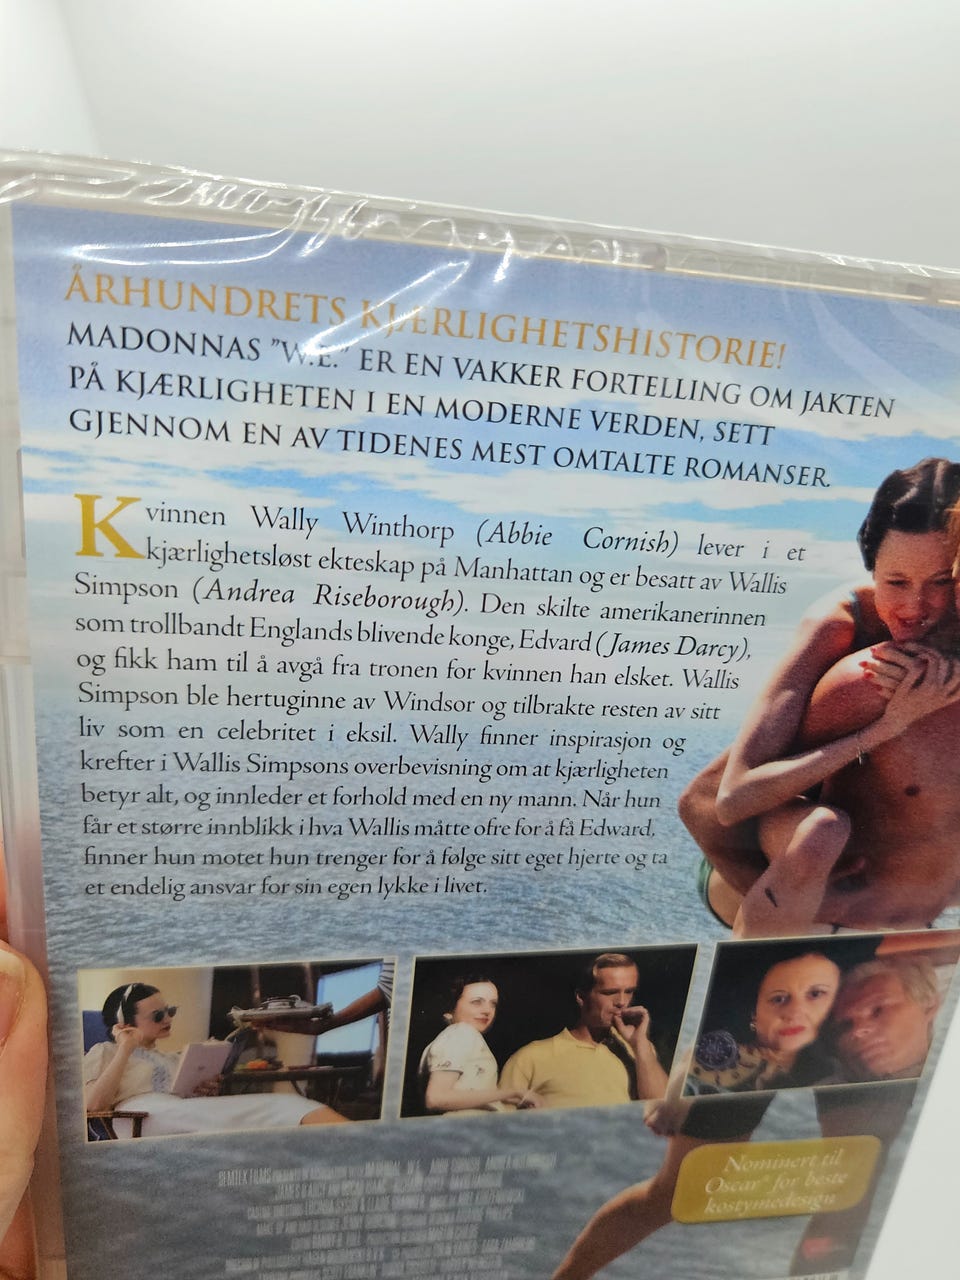 ÅRHUNDRETS KJÆRLIGHETSHISTORIE!
MADONNAS "W.E." ER EN VAKKER FORTELLING OM JAKTEN
PÅ KJÆRLIGHETEN I EN MODERNE VERDEN, SETT
GJENNOM EN AV TIDENES MEST OMTALTE ROMANSER.
Kvinnen Wally Winthorp (Abbie Cornish) lever i et
kjærlighetsløst ekteskap på Manhattan og er besatt av Wallis
Simpson (Andrea Riseborough). Den skilte amerikanerinnen
som trollbandt Englands blivende konge, Edvard (James Darcy),
og fikk ham til å avgå fra tronen for kvinnen han elsket. Wallis
Simpson ble hertuginne av Windsor og tilbrakte resten av sitt
liv som en celebritet i eksil. Wally finner inspirasjon og
krefter i Wallis Simpsons overbevisning om at kjærligheten
betyr alt, og innleder et forhold med en ny mann. Når hun
får et større innblikk i hva Wallis måtte ofre for å få Edward,
finner hun motet hun trenger for å følge sitt eget hjerte og ta
et endelig ansvar for sin egen lykke i livet.
SEMTEX FILMS
Nominert til
Oscar® for beste
kostymedesign